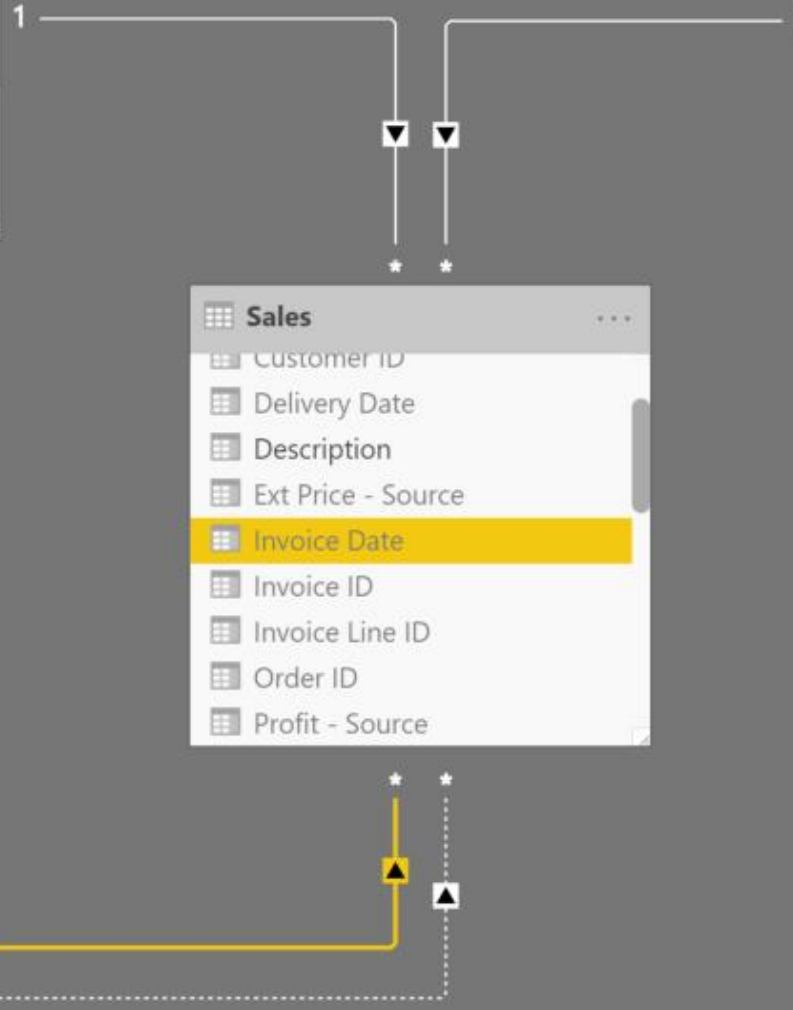 1
* *
Sales ...
Customer ID
Delivery Date
Description
Ext Price - Source
Invoice Date
Invoice ID
Invoice Line ID
Order ID
Profit - Source
* *